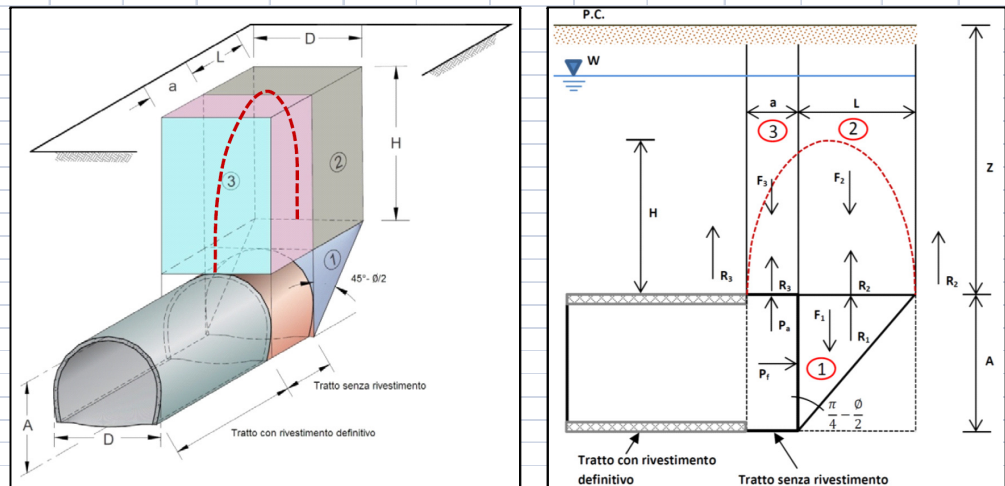 D
L
a
H
②
③
①
45°- Ø/2
A
D
Tratto senza rivestimento
Tratto con rivestimento definitivo
P.C.
W
a
L
③
②
Z
F₃
F₂
H
R₃
R₃
R₂
R₂
Pₐ
F₁
R₁
A
P_f
①
π/4 - Ø/2
Tratto con rivestimento
definitivo
Tratto senza rivestimento